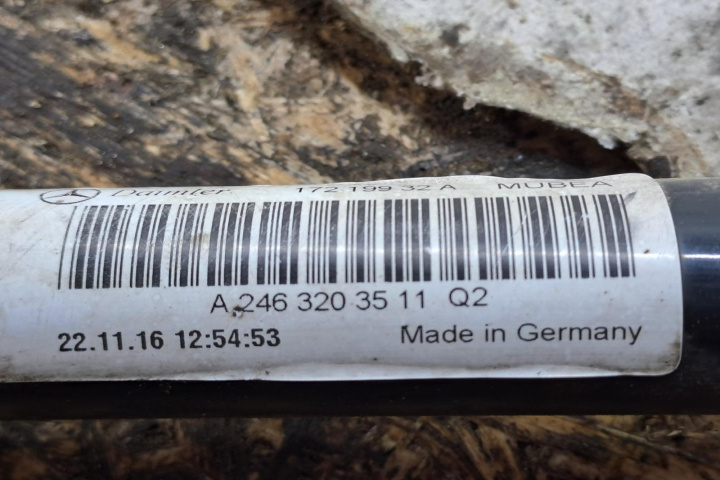 Daimler 172 199 32 A MUBEA
A 246 320 35 11 Q2
22.11.16 12:54:53 Made in Germany